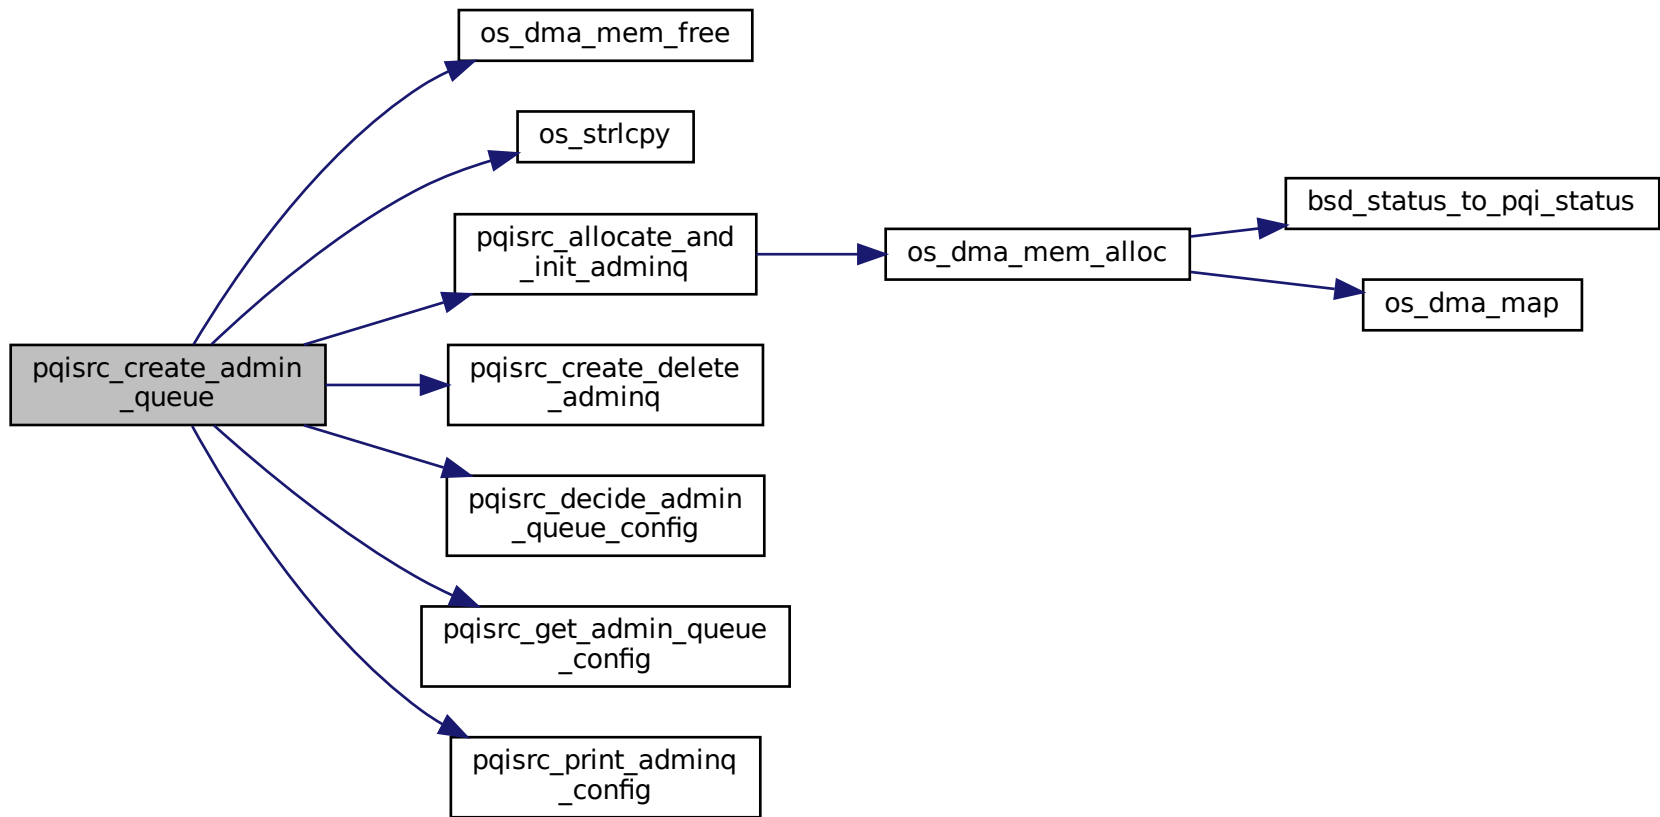 os_dma_mem_free
os_strlcpy
pqisrc_allocate_and
_init_adminq
os_dma_mem_alloc
bsd_status_to_pqi_status
os_dma_map
pqisrc_create_admin
_queue
pqisrc_create_delete
_adminq
pqisrc_decide_admin
_queue_config
pqisrc_get_admin_queue
_config
pqisrc_print_adminq
_config